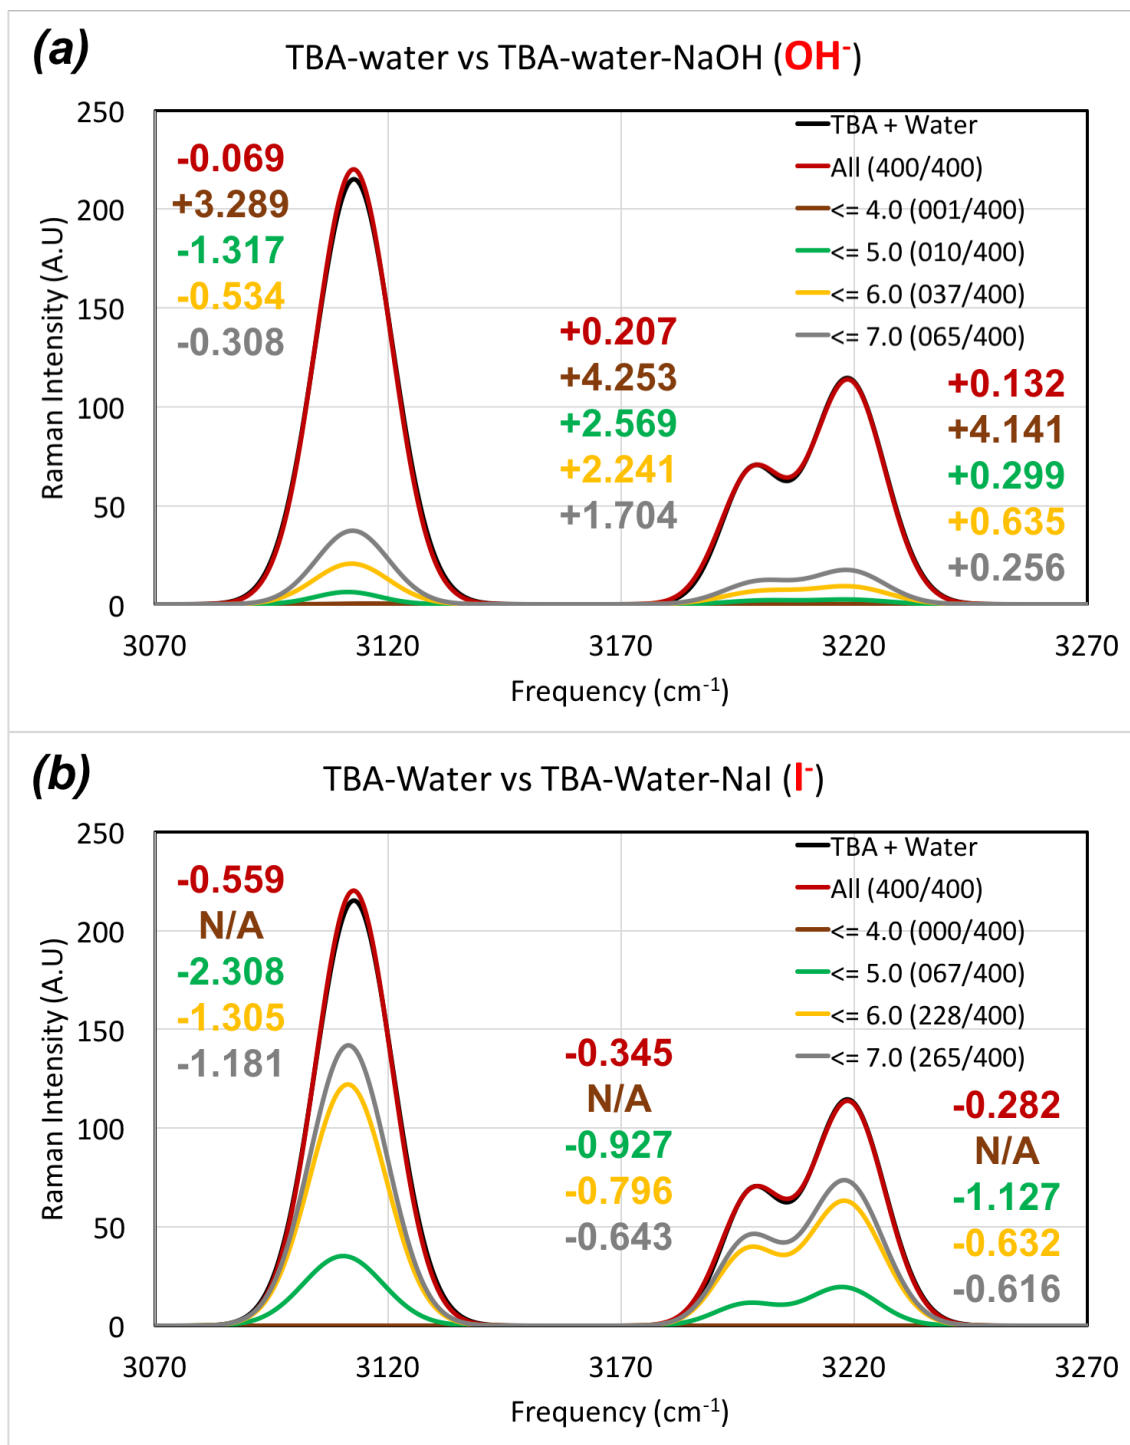 (a)
TBA-water vs TBA-water-NaOH (OH⁻)
Raman Intensity (A.U)
250
200
150
100
50
0
-0.069
+3.289
-1.317
-0.534
-0.308
+0.207
+4.253
+2.569
+2.241
+1.704
TBA + Water
All (400/400)
<= 4.0 (001/400)
<= 5.0 (010/400)
<= 6.0 (037/400)
<= 7.0 (065/400)
+0.132
+4.141
+0.299
+0.635
+0.256
3070 3120 3170 3220 3270
Frequency (cm⁻¹)
(b)
TBA-Water vs TBA-Water-NaI (I⁻)
Raman Intensity (A.U)
250
200
150
100
50
0
-0.559
N/A
-2.308
-1.305
-1.181
-0.345
N/A
-0.927
-0.796
-0.643
TBA + Water
All (400/400)
<= 4.0 (000/400)
<= 5.0 (067/400)
<= 6.0 (228/400)
<= 7.0 (265/400)
-0.282
N/A
-1.127
-0.632
-0.616
3070 3120 3170 3220 3270
Frequency (cm⁻¹)